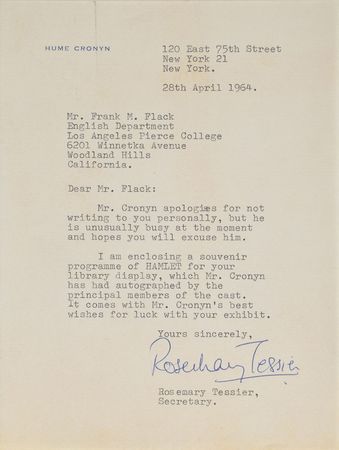 HUME CRONYN
120 East 75th Street
New York 21
New York.
28th April 1964.
Mr. Frank M. Flack
English Department
Los Angeles Pierce College
6201 Winnetka Avenue
Woodland Hills
California.
Dear Mr. Flack:
Mr. Cronyn apologies for not
writing to you personally, but he
is unusually busy at the moment
and hopes you will excuse him.
I am enclosing a souvenir
programme of HAMLET for your
library display, which Mr. Cronyn
has had autographed by the
principal members of the cast.
It comes with Mr. Cronyn's best
wishes for luck with your exhibit.
Yours sincerely,
Rosemary Tessier
Rosemary Tessier,
Secretary.